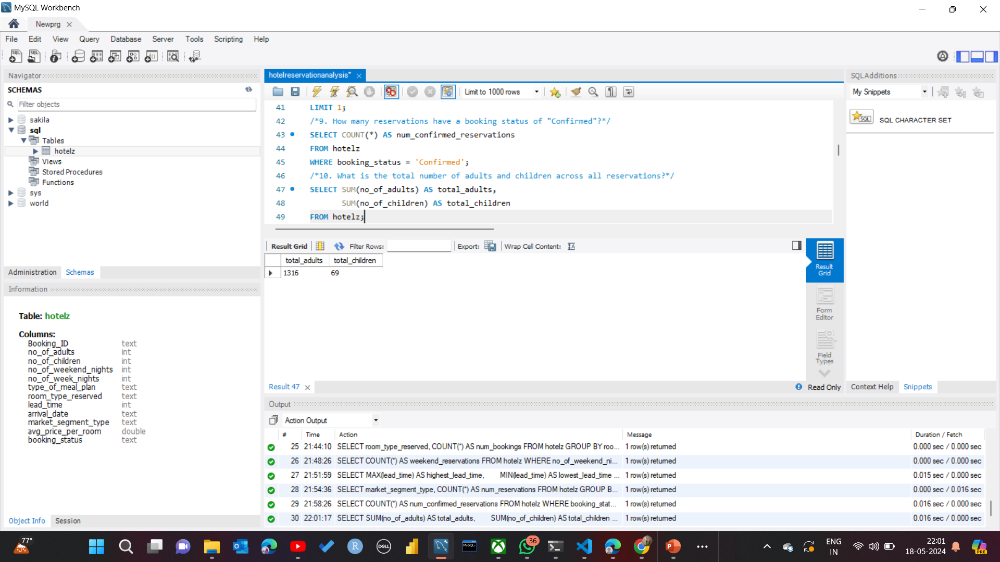 MySQL Workbench
Newprg
File Edit View Query Database Server Tools Scripting Help
Navigator
SCHEMAS
Filter objects
sakila
sql
Tables
hotelz
Views
Stored Procedures
Functions
sys
world
Administration Schemas
Information
Table: hotelz
Columns:
Booking_ID text
no_of_adults int
no_of_children int
no_of_weekend_nights int
no_of_week_nights int
type_of_meal_plan text
room_type_reserved text
lead_time int
arrival_date text
market_segment_type text
avg_price_per_room double
booking_status text
Object Info Session
hotelreservationanalysis*
Limit to 1000 rows
41 LIMIT 1;
42 /*9. How many reservations have a booking status of "Confirmed"?*/
43 SELECT COUNT(*) AS num_confirmed_reservations
44 FROM hotelz
45 WHERE booking_status = 'Confirmed';
46 /*10. What is the total number of adults and children across all reservations?*/
47 SELECT SUM(no_of_adults) AS total_adults,
48 SUM(no_of_children) AS total_children
49 FROM hotelz;
Result Grid Filter Rows: Export: Wrap Cell Content:
total_adults total_children
1316 69
Result Grid
Form Editor
Field Types
Result 47
Read Only
SQLAdditions
My Snippets
SQL
SQL CHARACTER SET
Context Help Snippets
Output
Action Output
# Time Action Message Duration / Fetch
25 21:44:10 SELECT room_type_reserved, COUNT(*) AS num_bookings FROM hotelz GROUP BY roo... 1 row(s) returned 0.000 sec / 0.000 sec
26 21:48:26 SELECT COUNT(*) AS weekend_reservations FROM hotelz WHERE no_of_weekend_ni... 1 row(s) returned 0.000 sec / 0.000 sec
27 21:51:59 SELECT MAX(lead_time) AS highest_lead_time, MIN(lead_time) AS lowest_lead_time ... 1 row(s) returned 0.015 sec / 0.000 sec
28 21:54:36 SELECT market_segment_type, COUNT(*) AS num_reservations FROM hotelz GROUP B... 1 row(s) returned 0.000 sec / 0.016 sec
29 21:58:26 SELECT COUNT(*) AS num_confirmed_reservations FROM hotelz WHERE booking_stat... 1 row(s) returned 0.016 sec / 0.000 sec
30 22:01:17 SELECT SUM(no_of_adults) AS total_adults, SUM(no_of_children) AS total_children ... 1 row(s) returned 0.016 sec / 0.000 sec
77°
R
DELL
MySQL
36
P
ENG
IN
22:01
18-05-2024
PRE